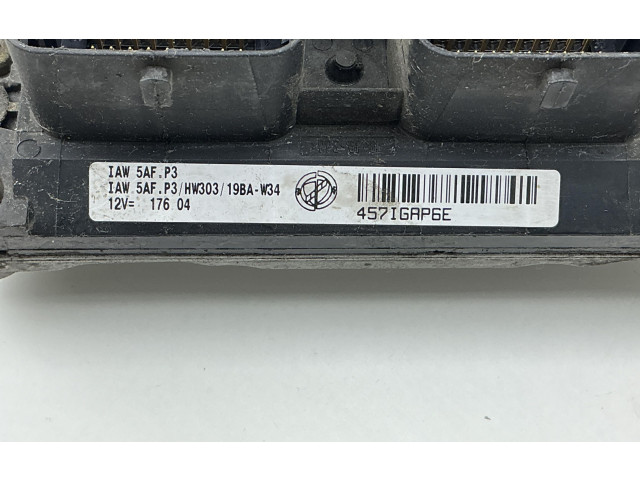 IAW 5AF.P3
IAW 5AF.P3/HW303/19BA-W34
12V= 176 04
457IGAP6E